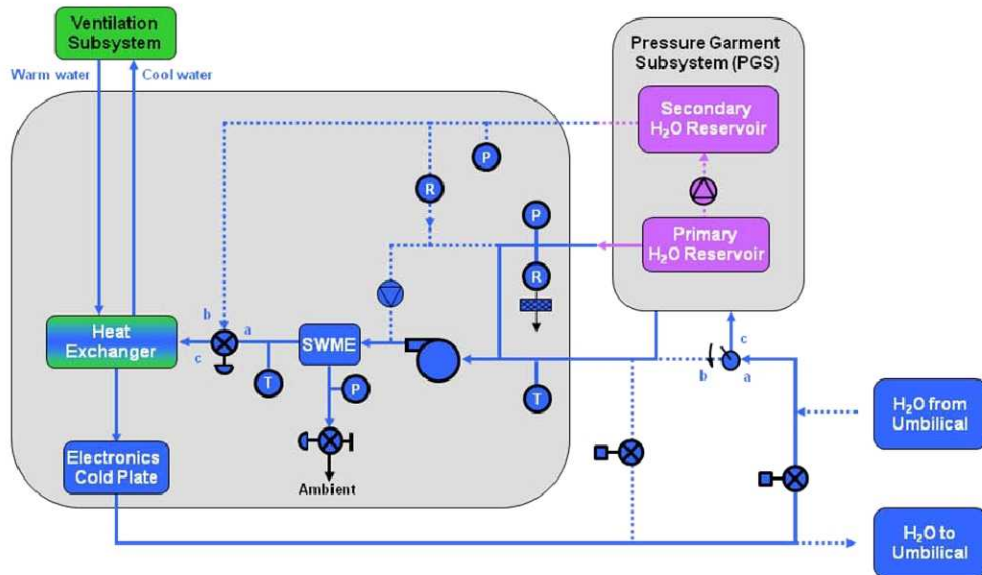 Ventilation
Subsystem
Warm water
Cool water
Pressure Garment
Subsystem (PGS)
Secondary
H₂O Reservoir
P
R
P
Primary
H₂O Reservoir
R
b
a
Heat
Exchanger
c
SWME
T
P
T
c
b
a
H₂O from
Umbilical
Electronics
Cold Plate
Ambient
H₂O to
Umbilical